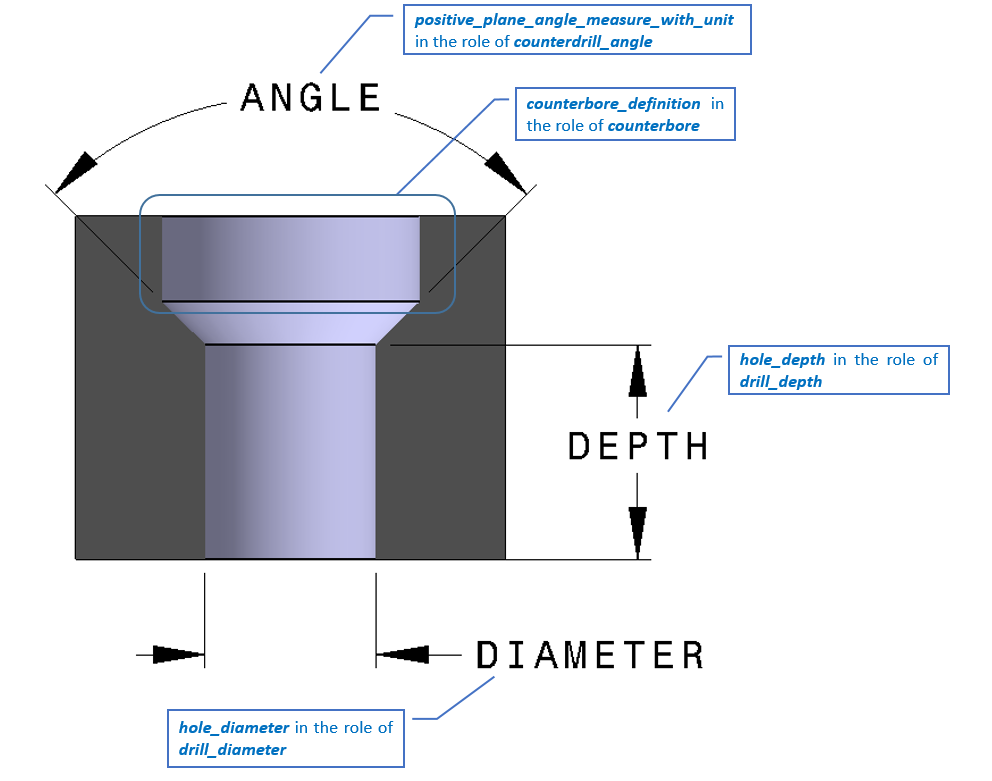 positive_plane_angle_measure_with_unit
in the role of counterdrill_angle
ANGLE
counterbore_definition in
the role of counterbore
hole_depth in the role of
drill_depth
DEPTH
DIAMETER
hole_diameter in the role of
drill_diameter